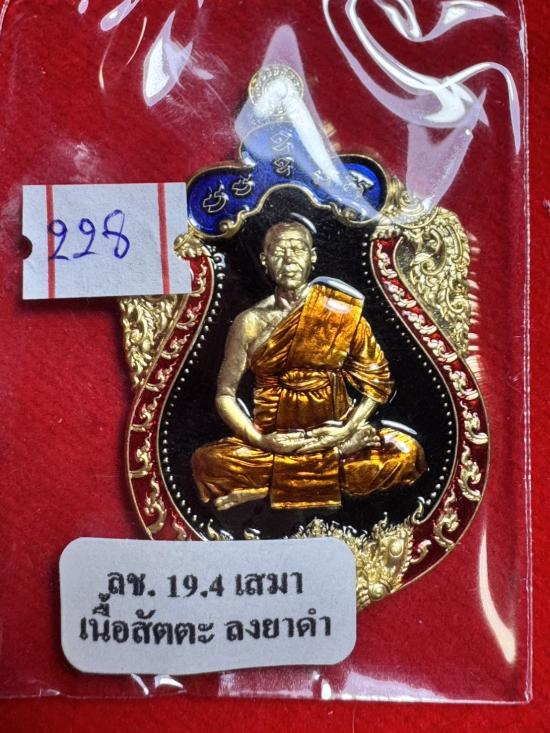 228
ลช. 19.4 เสมา
เนื้อสัตตะ ลงยาดำ